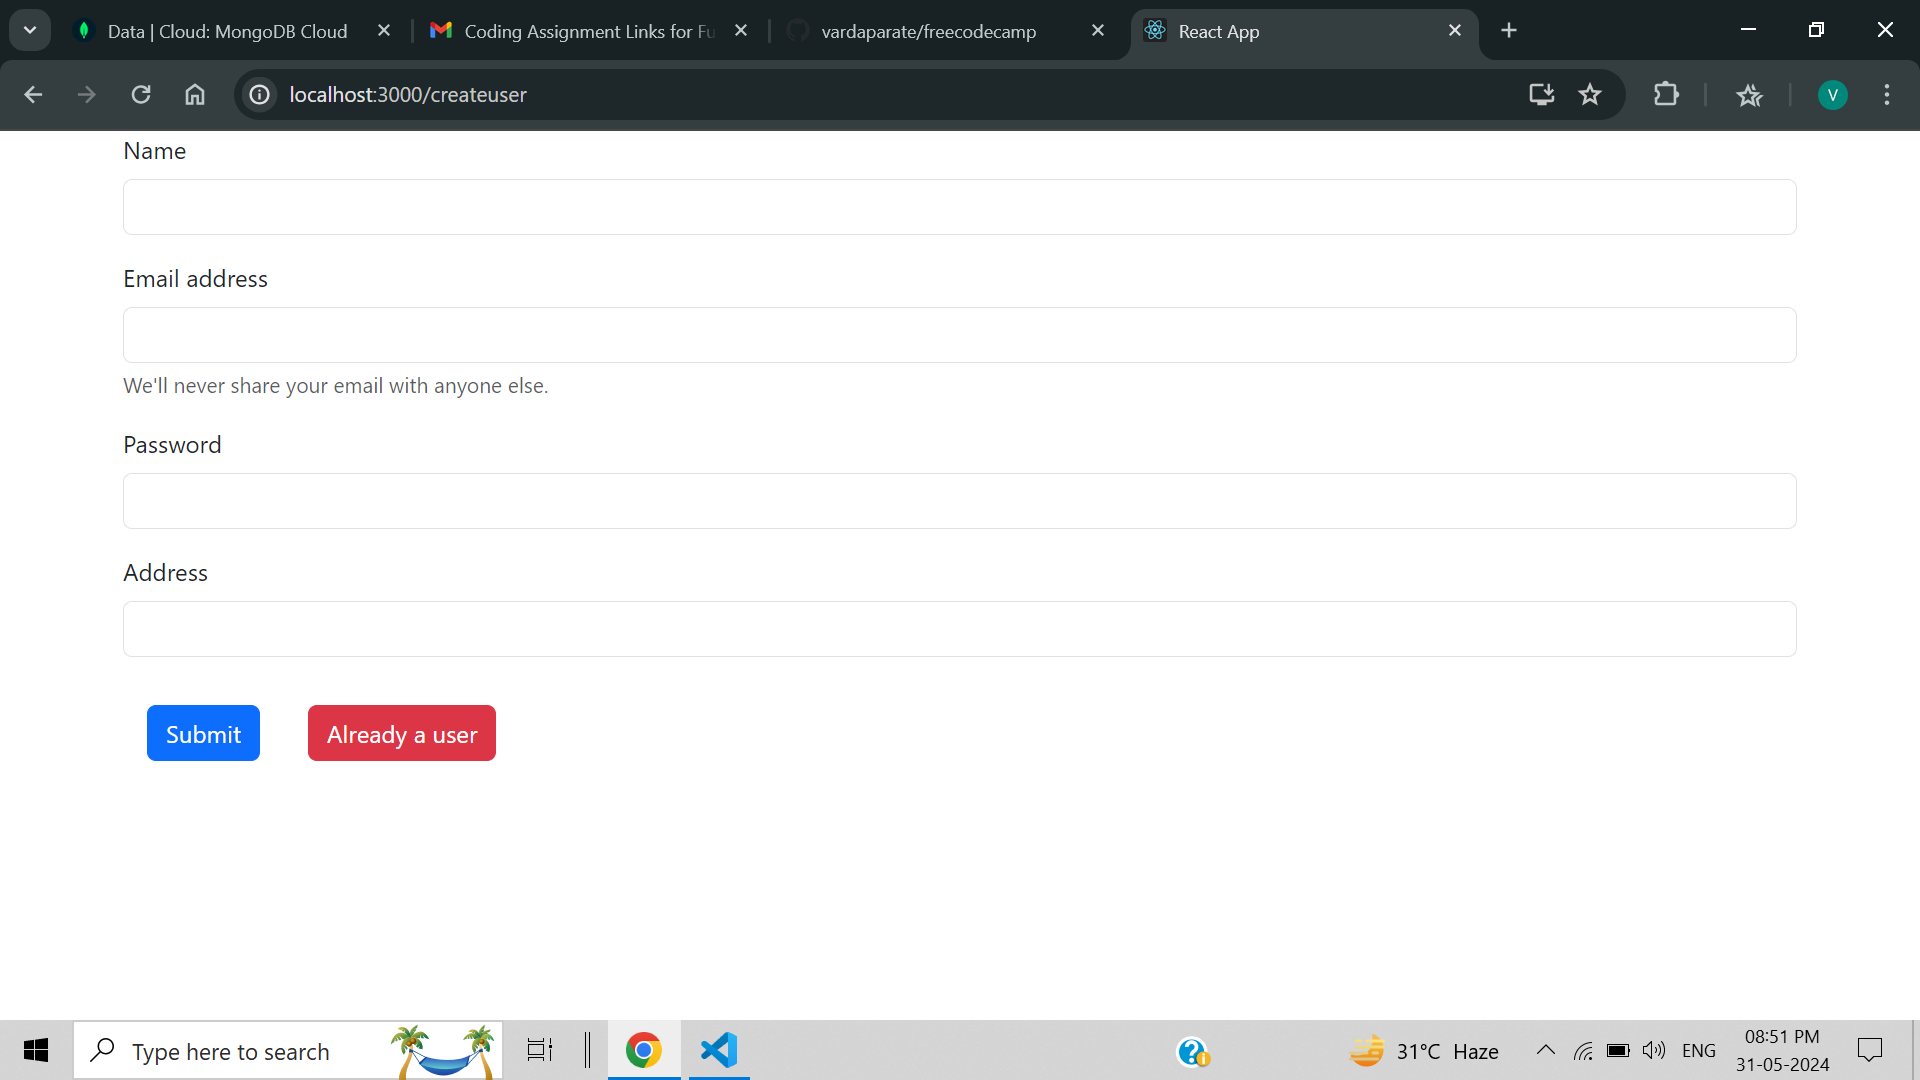 Data | Cloud: MongoDB Cloud
Coding Assignment Links for Fu
vardaparate/freecodecamp
React App
localhost:3000/createuser
V
Name
Email address
We'll never share your email with anyone else.
Password
Address
Submit
Already a user
Type here to search
31°C Haze
ENG
08:51 PM
31-05-2024